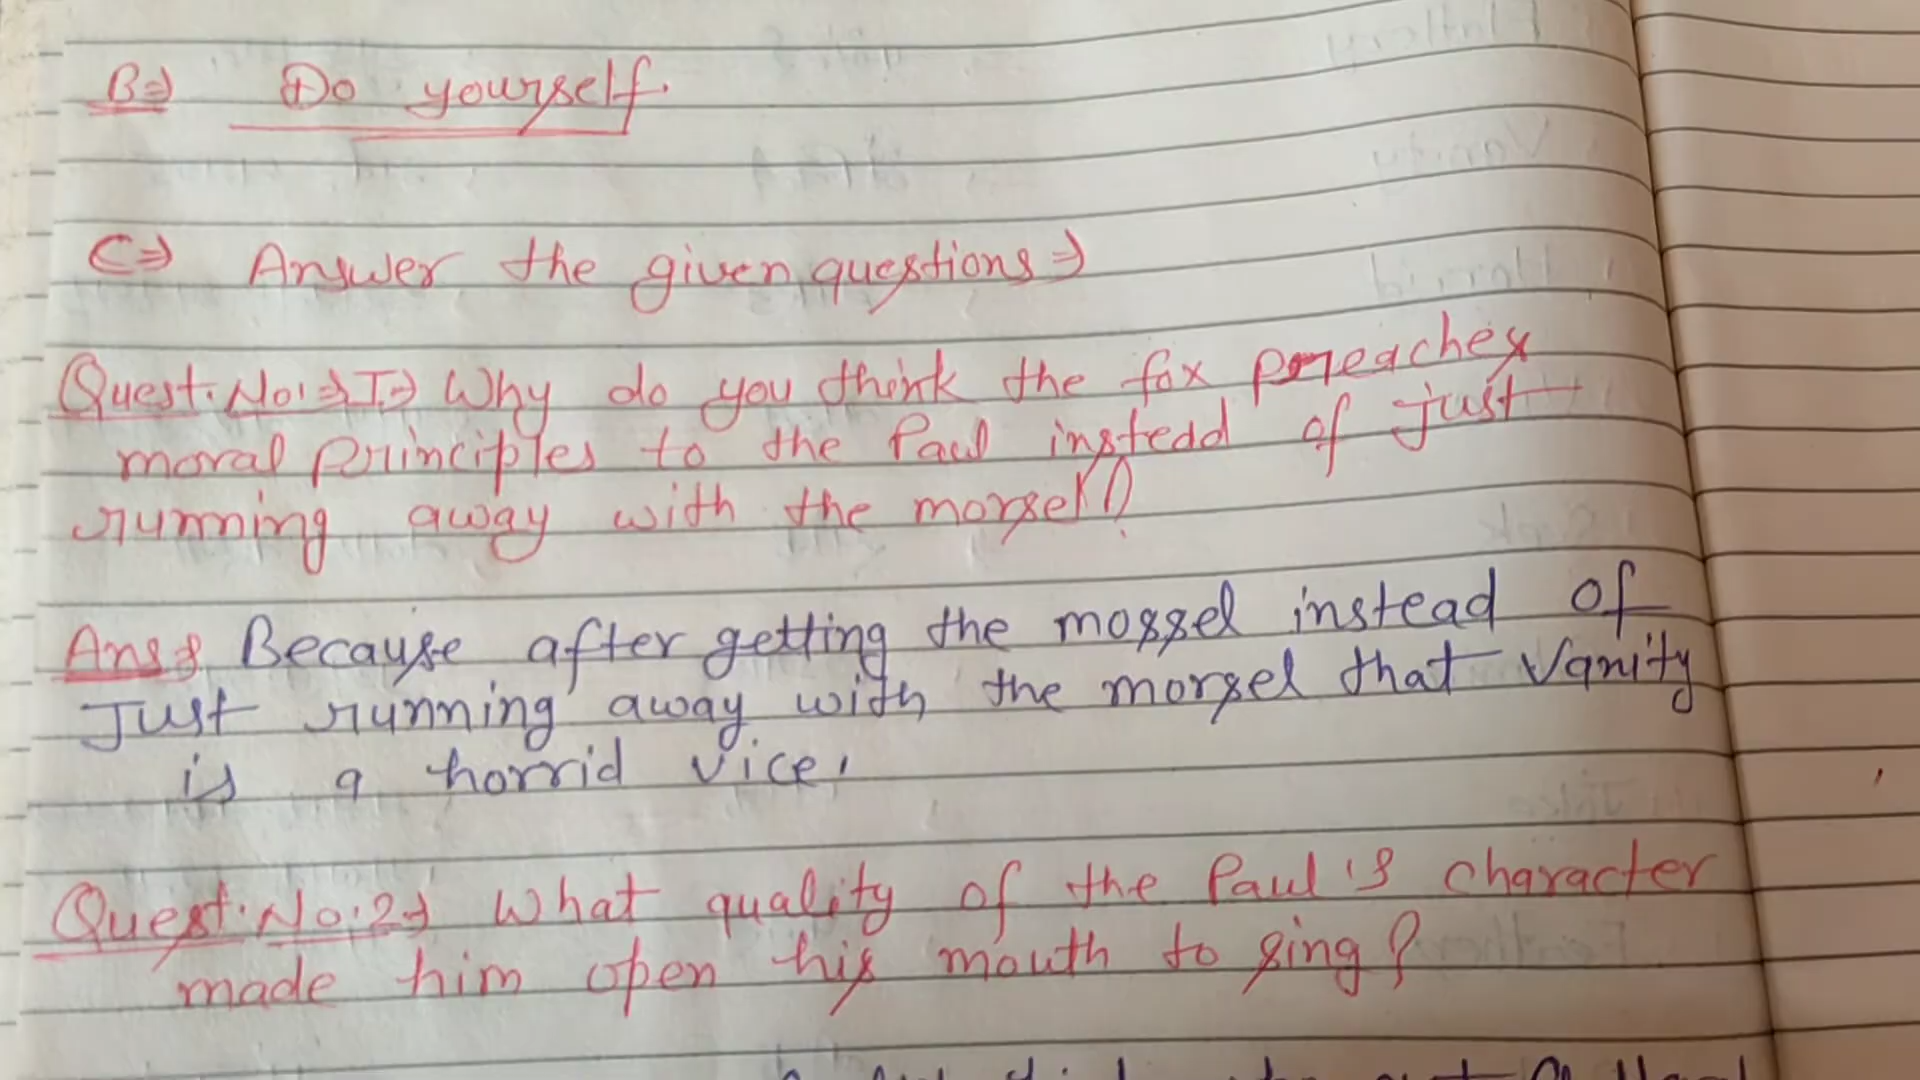 B⇒ Do yourself.
C⇒ Answer the given questions⇒
Quest. No:⇒I⇒ Why do you think the fox preaches
moral principles to the Paul instead of just
running away with the morsel?
Ans: Because after getting the morsel instead of
Just running away with the morsel that Vanity
is a horrid vice.
Quest. No:2⇒ What quality of the Paul's character
made him open his mouth to sing?